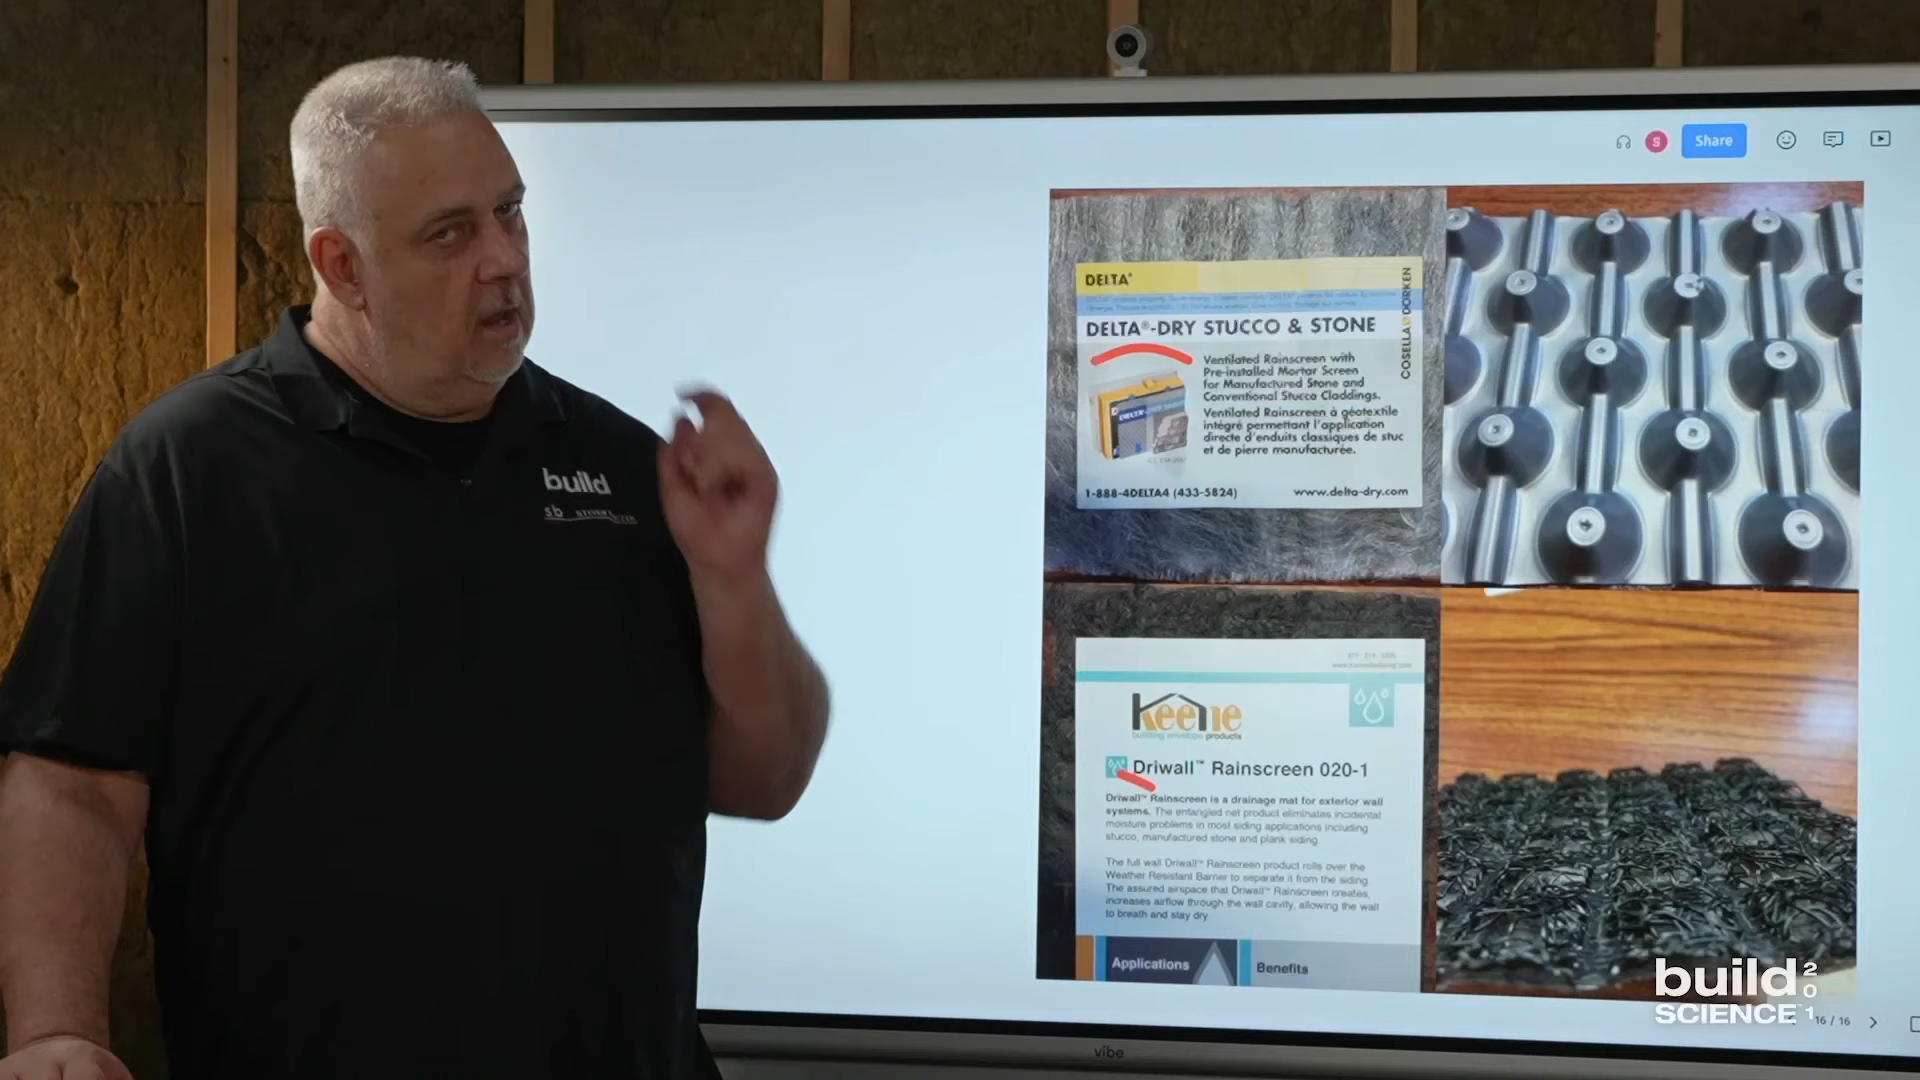 S
Share
DELTA®
DELTA®-DRY STUCCO & STONE
COSELLA DÖRKEN
Ventilated Rainscreen with
Pre-installed Mortar Screen
for Manufactured Stone and
Conventional Stucco Claddings.
Ventilated Rainscreen à géotextile
intégré permettant l'application
directe d'enduits classiques de stuc
et de pierre manufacturée.
1-888-4DELTA4 (433-5824)
www.delta-dry.com
build
sb
keene
building envelope products
Driwall™ Rainscreen 020-1
Driwall™ Rainscreen is a drainage mat for exterior wall
systems. The entangled net product eliminates incidental
moisture problems in most siding applications including
stucco, manufactured stone and plank siding.
The full wall Driwall™ Rainscreen product rolls over the
Weather Resistant Barrier to separate it from the siding.
The assured airspace that Driwall™ Rainscreen creates,
increases airflow through the wall cavity, allowing the wall
to breath and stay dry
Applications
Benefits
build 201
SCIENCE™
16 / 16
vibe